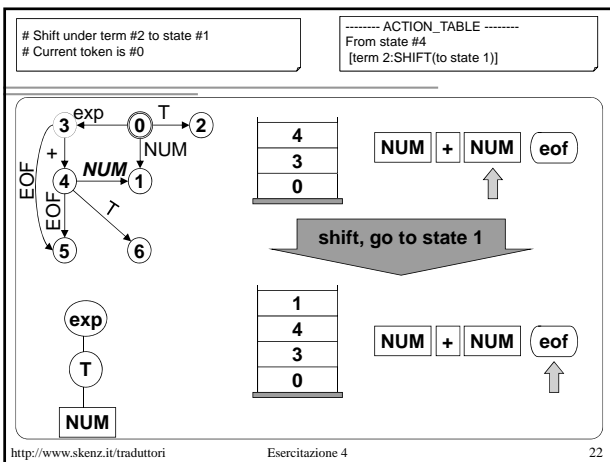 # Shift under term #2 to state #1
# Current token is #0
-------- ACTION_TABLE --------
From state #4
[term 2:SHIFT(to state 1)]
3 exp 0 T 2
+ NUM
EOF 4 NUM 1
EOF T
5 6
4
3
0
NUM + NUM eof
shift, go to state 1
1
4
3
0
NUM + NUM eof
exp
T
NUM
http://www.skenz.it/traduttori Esercitazione 4 22